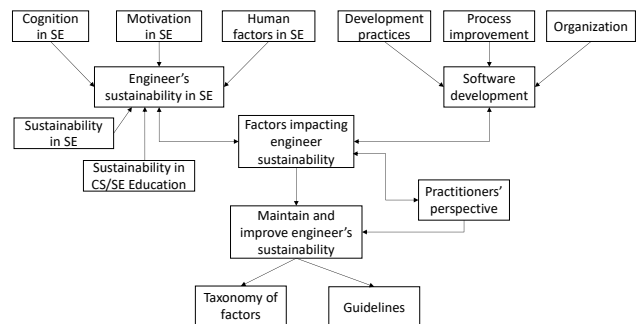 Cognition
in SE
Motivation
in SE
Human
factors in SE
Development
practices
Process
improvement
Organization
Engineer's
sustainability in SE
Software
development
Sustainability
in SE
Sustainability in
CS/SE Education
Factors impacting
engineer
sustainability
Practitioners'
perspective
Maintain and
improve engineer's
sustainability
Taxonomy of
factors
Guidelines